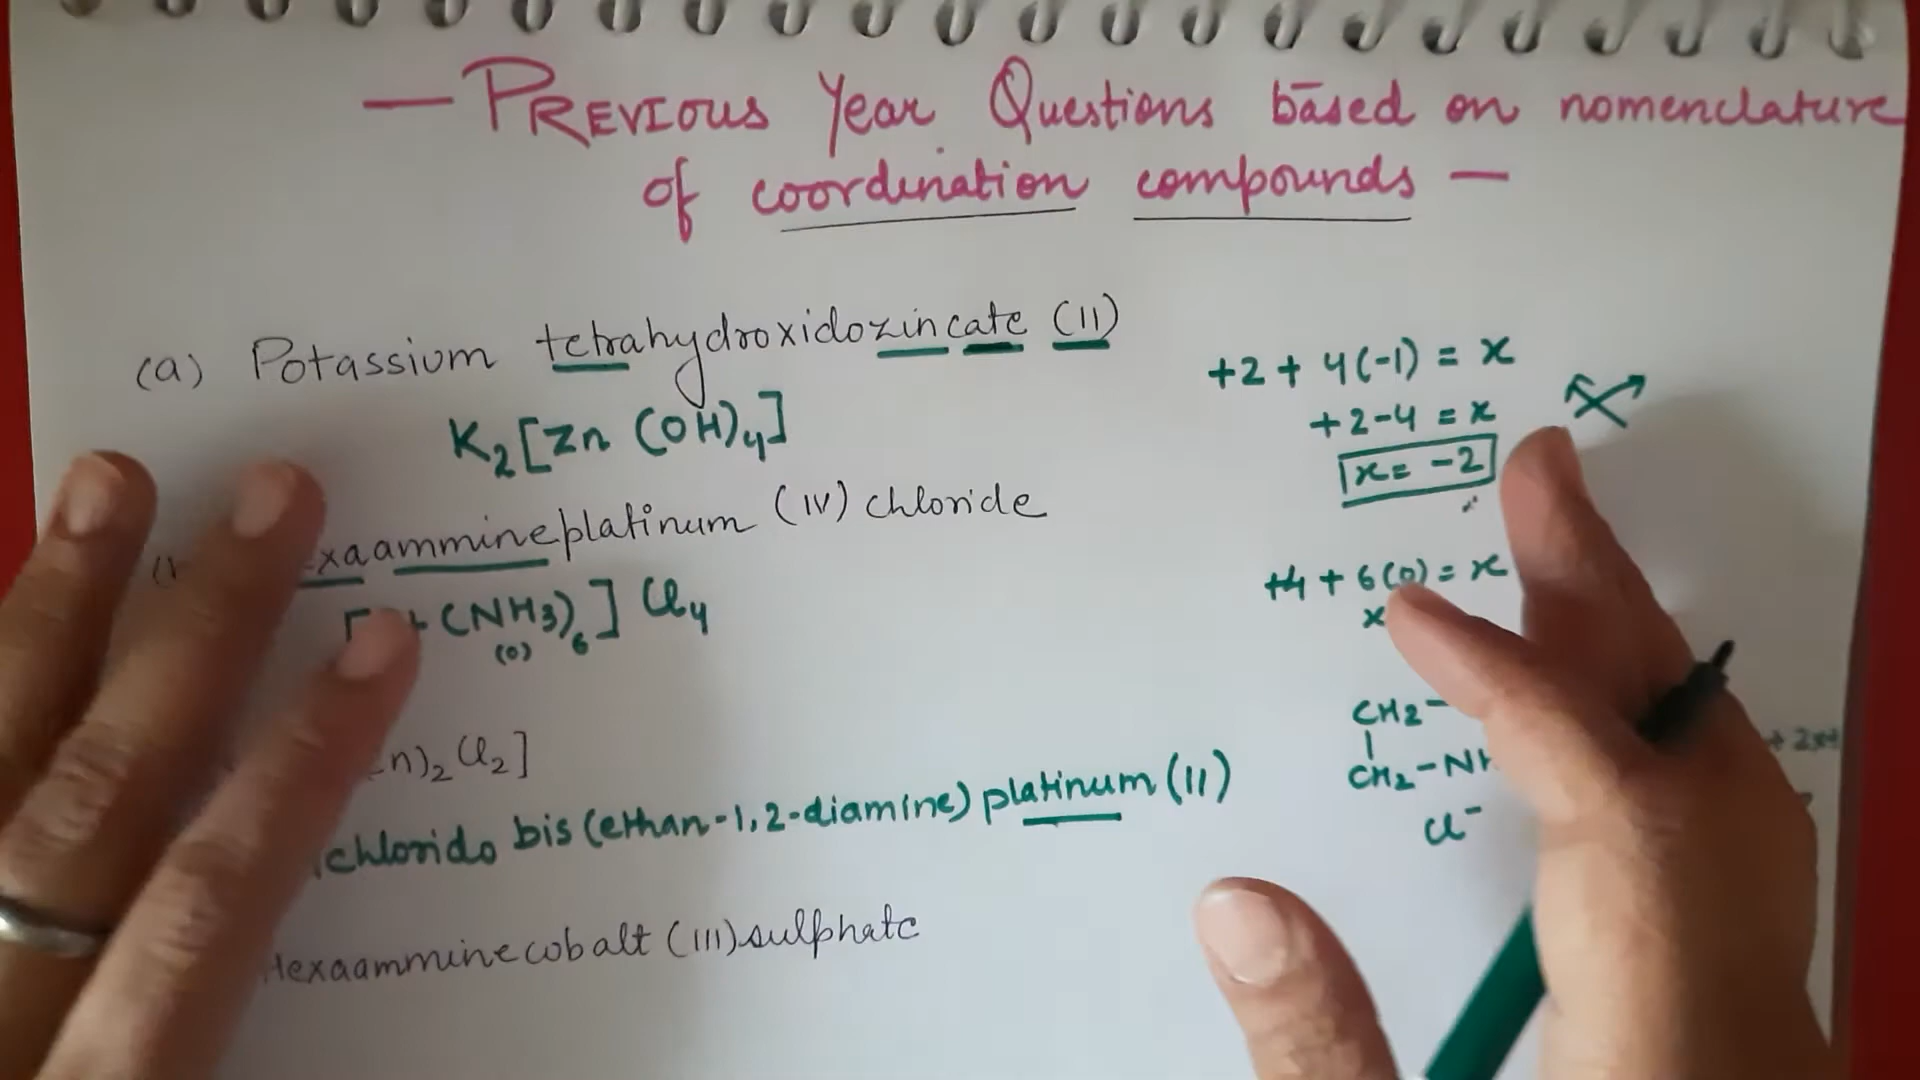 — PREVIOUS Year Questions based on nomenclature
of coordination compounds —
(a) Potassium tetrahydroxidozincate (II)
K2[Zn (OH)4]
+2 + 4(-1) = x
+2-4 = x
x = -2
xaammineplatinum (IV) chloride
(NH3)6] Cl4
(0)
+4 + 6(0) = x
x
n)2 Cl2]
chlorido bis (ethan-1,2-diamine) platinum (II)
CH2-
CH2-N
Cl-
exaamminecobalt (III) sulphate